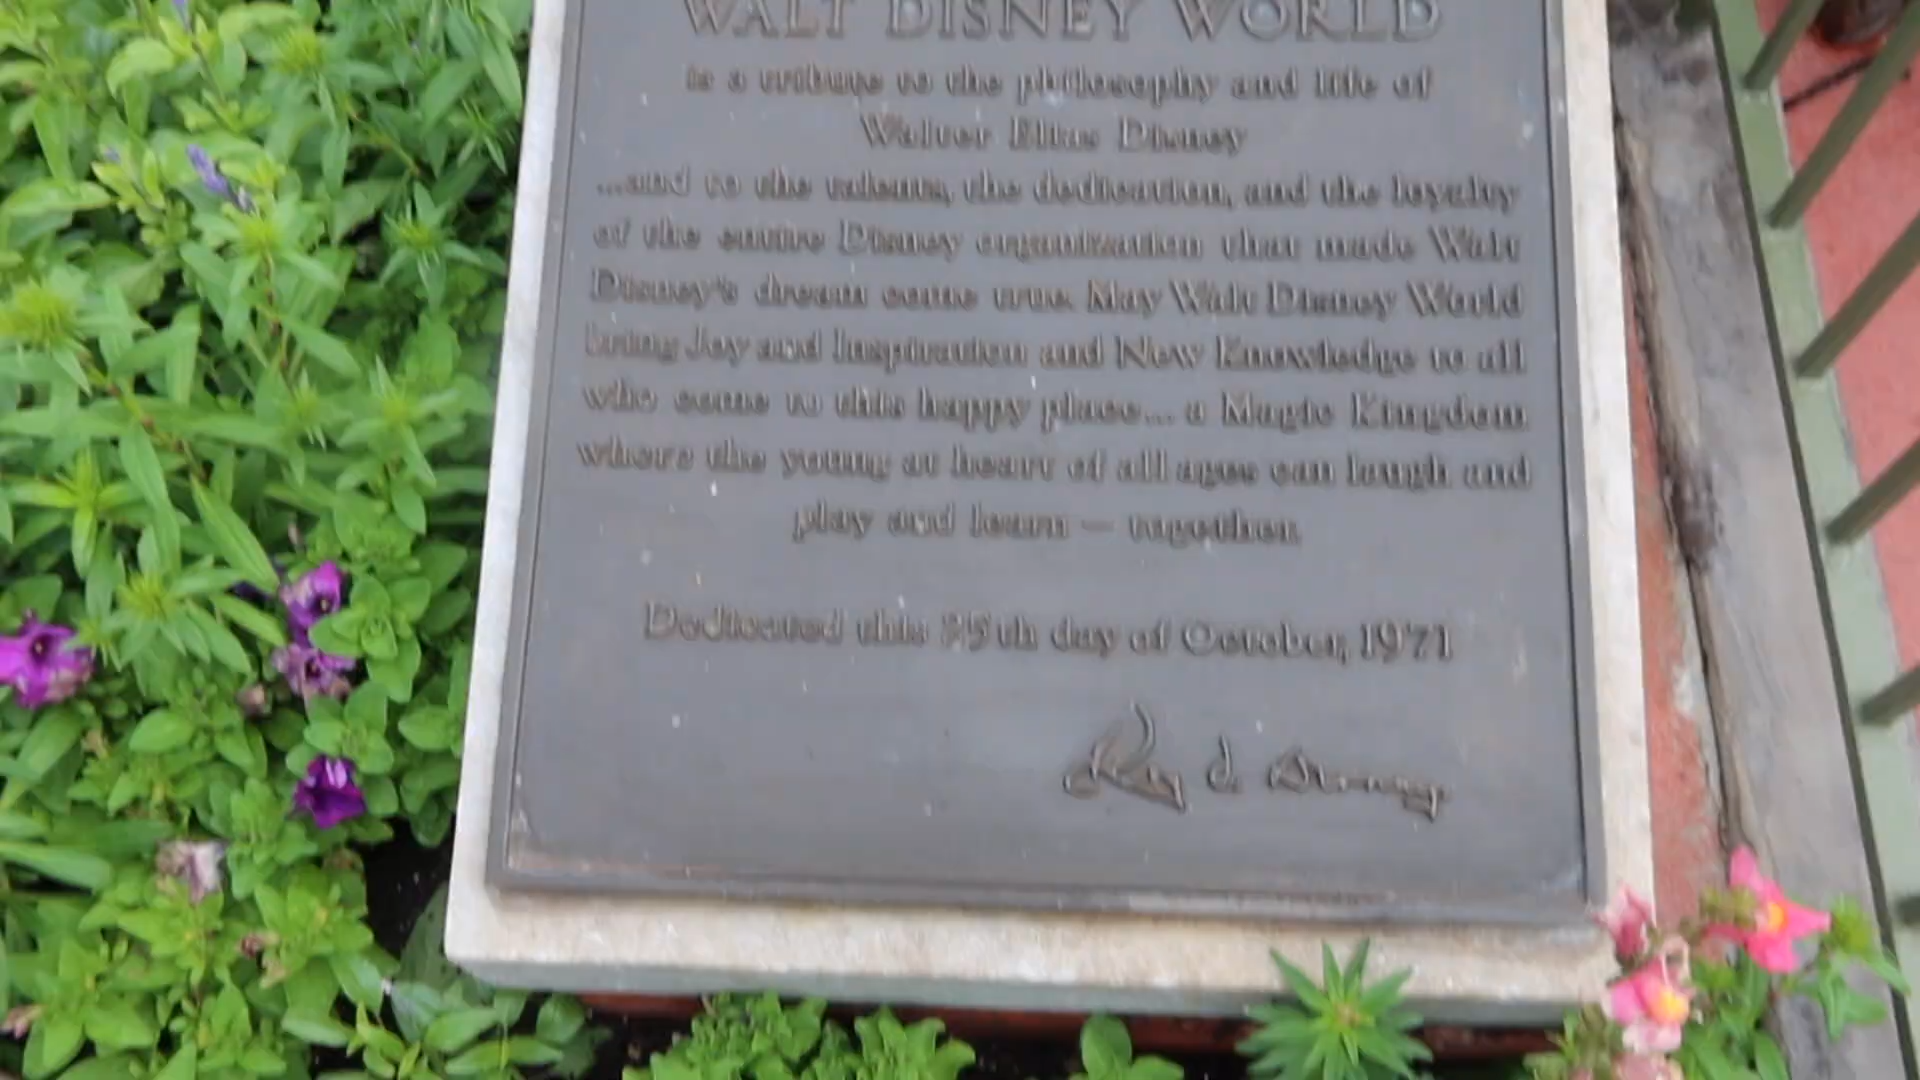 WALT DISNEY WORLD
is a tribute to the philosophy and life of
Walter Elias Disney
...and to the talents, the dedication, and the loyalty
of the entire Disney organization that made Walt
Disney's dream come true. May Walt Disney World
bring Joy and Inspiration and New Knowledge to all
who come to this happy place... a Magic Kingdom
where the young at heart of all ages can laugh and
play and learn — together.
Dedicated this 25th day of October, 1971
Roy O. Disney